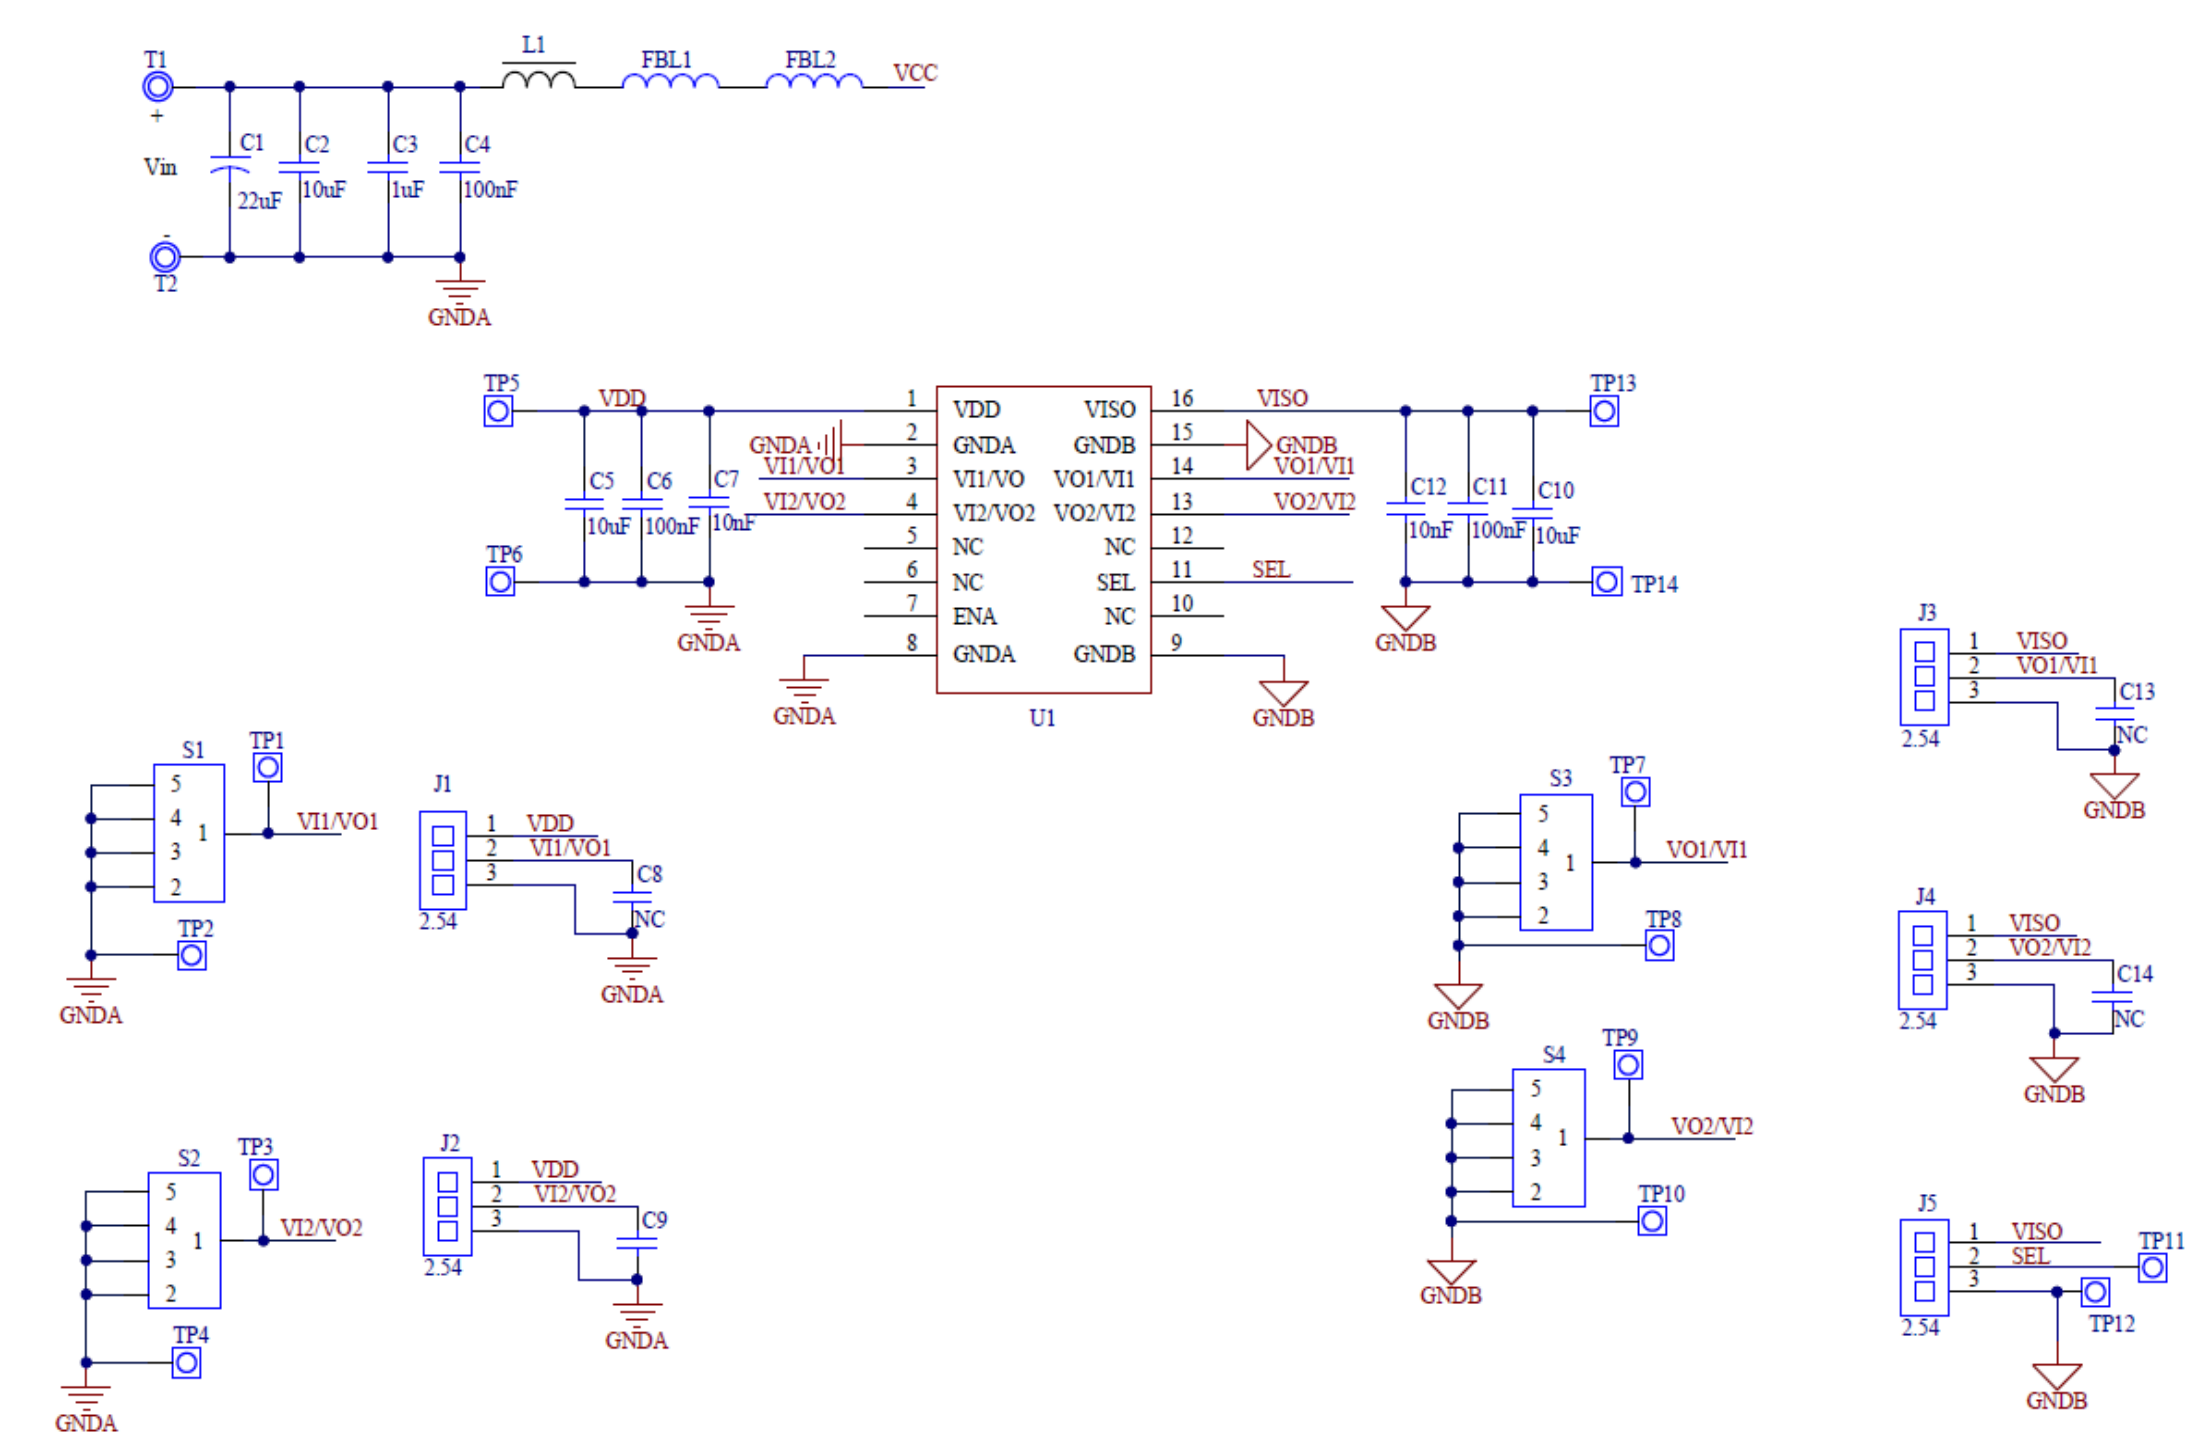 L1
T1
FBL1
FBL2
VCC
+
C1
C2
C3
C4
Vin
22uF
10uF
1uF
100nF
-
T2
GNDA
TP5
VDD
TP6
C5
10uF
C6
100nF
C7
10nF
GNDA
GNDA
VI1/VO1
VI2/VO2
GNDA
1
2
3
4
5
6
7
8
VDD
GNDA
VI1/VO
VI2/VO2
NC
NC
ENA
GNDA
VISO
GNDB
VO1/VI1
VO2/VI2
NC
SEL
NC
GNDB
16
15
14
13
12
11
10
9
U1
VISO
GNDB
VO1/VI1
VO2/VI2
SEL
GNDB
TP13
C12
10nF
C11
100nF
C10
10uF
TP14
GNDB
J3
1 VISO
2 VO1/VI1
3
2.54
C13
NC
GNDB
S1
5
4
3
2
1
TP1
VI1/VO1
TP2
GNDA
J1
1 VDD
2 VI1/VO1
3
2.54
C8
NC
GNDA
S3
5
4
3
2
1
TP7
VO1/VI1
TP8
GNDB
J4
1 VISO
2 VO2/VI2
3
2.54
C14
NC
GNDB
S2
5
4
3
2
1
TP3
VI2/VO2
TP4
GNDA
J2
1 VDD
2 VI2/VO2
3
2.54
C9
GNDA
S4
5
4
3
2
1
TP9
VO2/VI2
TP10
GNDB
J5
1 VISO
2 SEL
3
2.54
TP11
TP12
GNDB